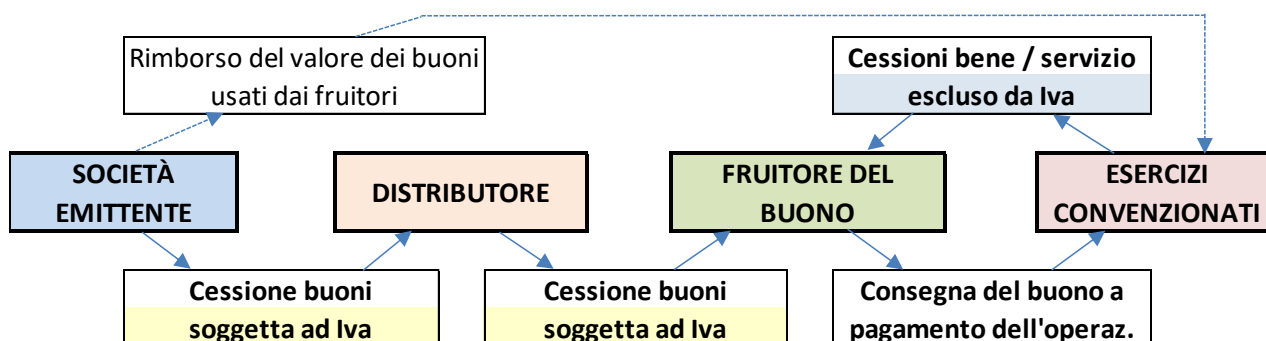 Rimborso del valore dei buoni
usati dai fruitori
Cessioni bene / servizio
escluso da Iva
SOCIETÀ
EMITTENTE
DISTRIBUTORE
FRUITORE DEL
BUONO
ESERCIZI
CONVENZIONATI
Cessione buoni
soggetta ad Iva
Cessione buoni
soggetta ad Iva
Consegna del buono a
pagamento dell'operaz.